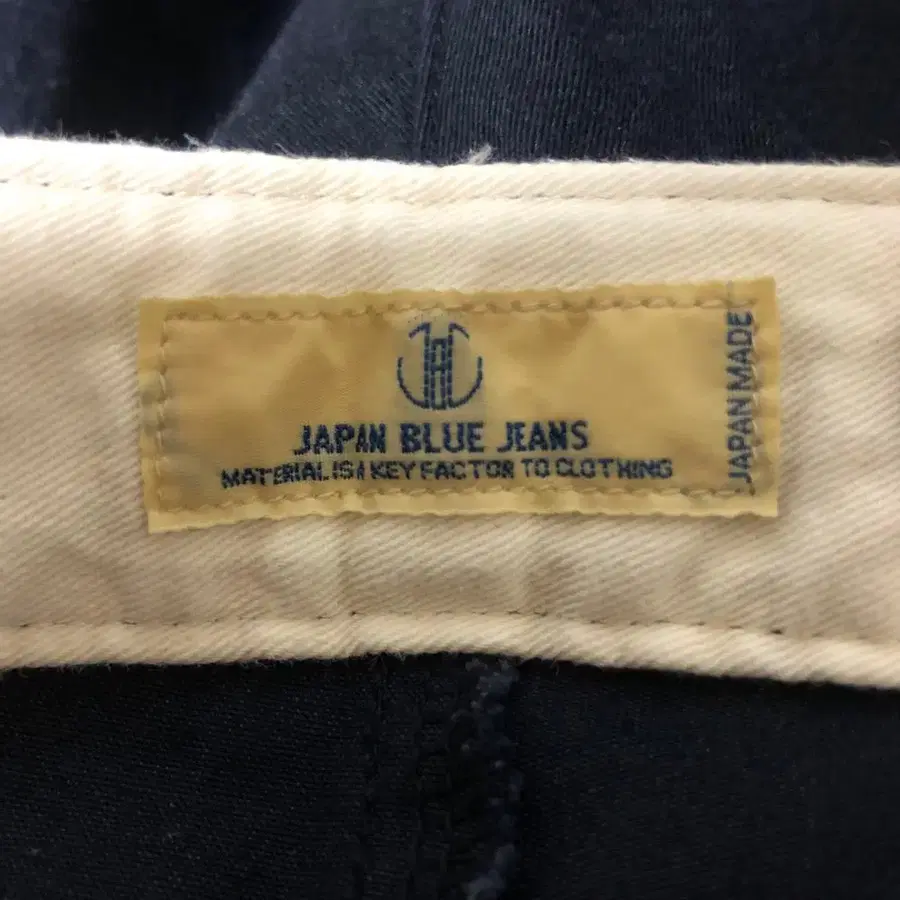 JAPAN BLUE JEANS
MATERIAL IS A KEY FACTOR TO CLOTHING
JAPAN MADE